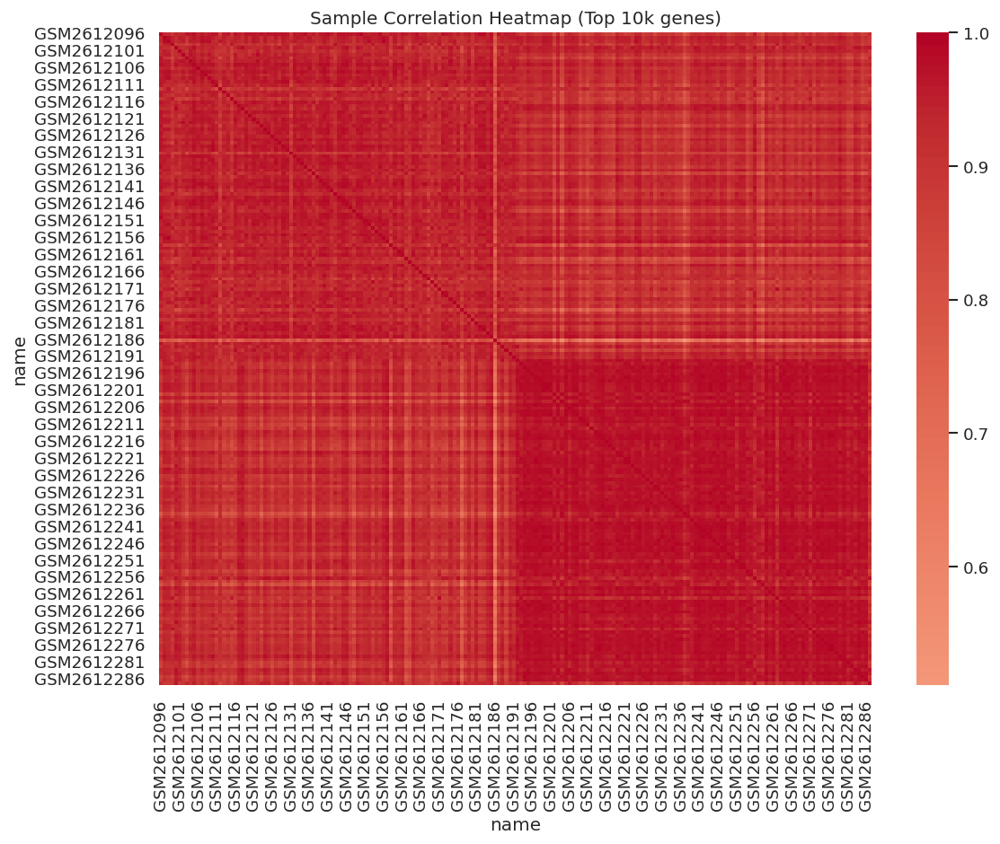 Sample Correlation Heatmap (Top 10k genes)
GSM2612096
GSM2612101
GSM2612106
GSM2612111
GSM2612116
GSM2612121
GSM2612126
GSM2612131
GSM2612136
GSM2612141
GSM2612146
GSM2612151
GSM2612156
GSM2612161
GSM2612166
GSM2612171
GSM2612176
GSM2612181
GSM2612186
GSM2612191
GSM2612196
GSM2612201
GSM2612206
GSM2612211
GSM2612216
GSM2612221
GSM2612226
GSM2612231
GSM2612236
GSM2612241
GSM2612246
GSM2612251
GSM2612256
GSM2612261
GSM2612266
GSM2612271
GSM2612276
GSM2612281
GSM2612286
name
GSM2612096
GSM2612101
GSM2612106
GSM2612111
GSM2612116
GSM2612121
GSM2612126
GSM2612131
GSM2612136
GSM2612141
GSM2612146
GSM2612151
GSM2612156
GSM2612161
GSM2612166
GSM2612171
GSM2612176
GSM2612181
GSM2612186
GSM2612191
GSM2612196
GSM2612201
GSM2612206
GSM2612211
GSM2612216
GSM2612221
GSM2612226
GSM2612231
GSM2612236
GSM2612241
GSM2612246
GSM2612251
GSM2612256
GSM2612261
GSM2612266
GSM2612271
GSM2612276
GSM2612281
GSM2612286
name
1.0
0.9
0.8
0.7
0.6